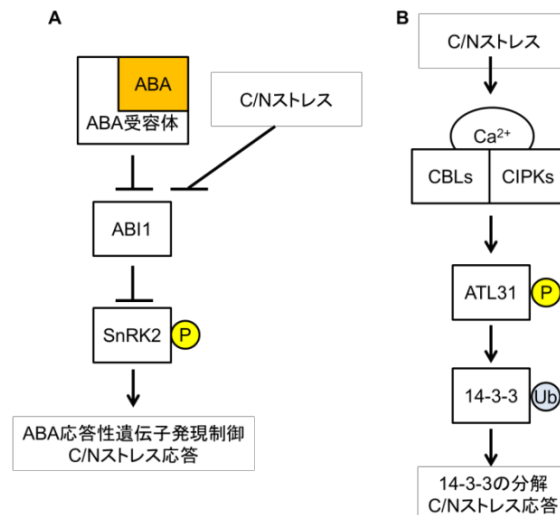 A
ABA
ABA受容体
C/Nストレス
ABI1
SnRK2
P
ABA応答性遺伝子発現制御
C/Nストレス応答
B
C/Nストレス
Ca²⁺
CBLs
CIPKs
ATL31
P
14-3-3
Ub
14-3-3の分解
C/Nストレス応答